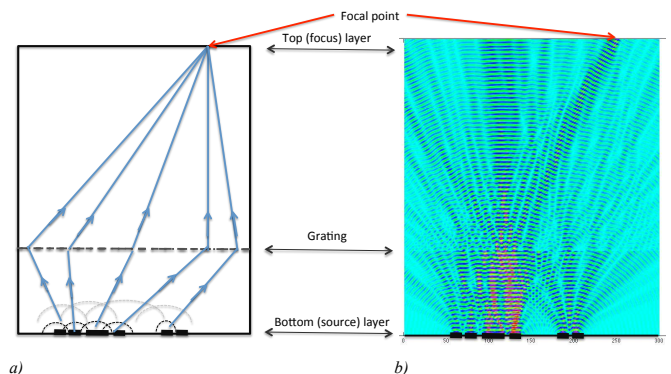 Focal point
Top (focus) layer
Grating
Bottom (source) layer
0 50 100 150 200 250 300
a)
b)